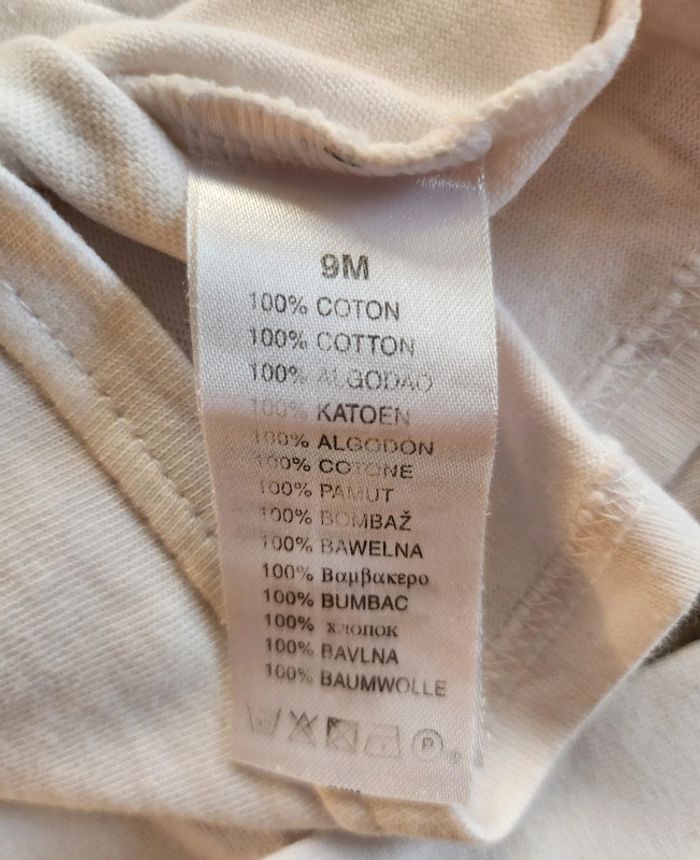 9M
100% COTON
100% COTTON
100% ALGODAO
100% KATOEN
100% ALGODÓN
100% COTONE
100% PAMUT
100% BOMBAŽ
100% BAWELNA
100% Βαμβακερο
100% BUMBAC
100% хлопок
100% BAVLNA
100% BAUMWOLLE
P